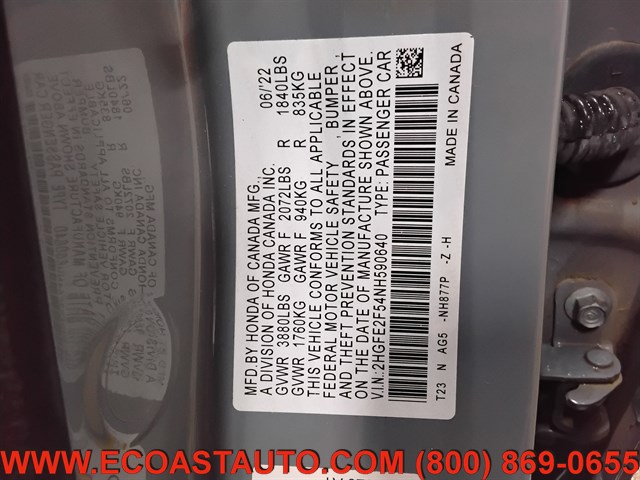 MFD.BY HONDA OF CANADA MFG., 06/'22
A DIVISION OF HONDA CANADA INC.
GVWR 3880LBS GAWR F 2072LBS R 1840LBS
GVWR 1760KG GAWR F 940KG R 835KG
THIS VEHICLE CONFORMS TO ALL APPLICABLE
FEDERAL MOTOR VEHICLE SAFETY , BUMPER ,
AND THEFT PREVENTION STANDARDS IN EFFECT
ON THE DATE OF MANUFACTURE SHOWN ABOVE.
V.I.N.:2HGFE2F54NH590640 TYPE: PASSENGER CAR
T23 N AG5 -NH877P -Z -H
MADE IN CANADA
WWW.ECOASTAUTO.COM (800) 869-0655